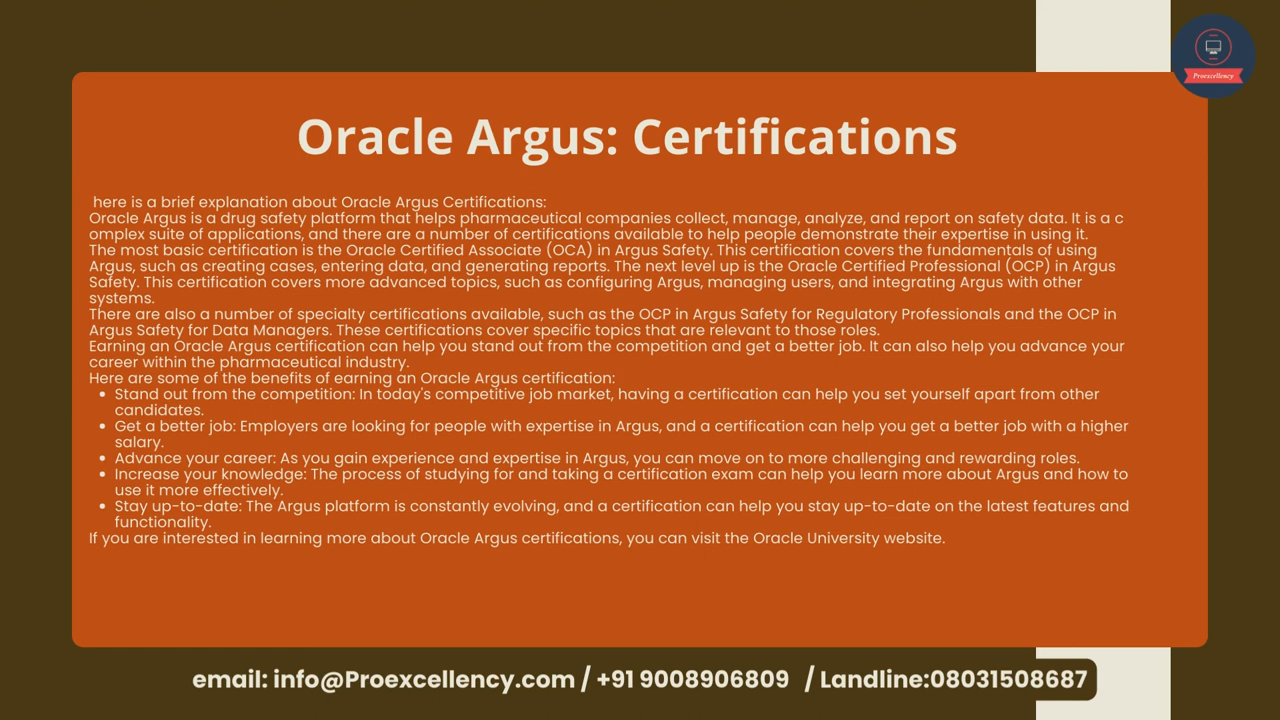 Proexcellency
Oracle Argus: Certifications
here is a brief explanation about Oracle Argus Certifications:
Oracle Argus is a drug safety platform that helps pharmaceutical companies collect, manage, analyze, and report on safety data. It is a c
omplex suite of applications, and there are a number of certifications available to help people demonstrate their expertise in using it.
The most basic certification is the Oracle Certified Associate (OCA) in Argus Safety. This certification covers the fundamentals of using
Argus, such as creating cases, entering data, and generating reports. The next level up is the Oracle Certified Professional (OCP) in Argus
Safety. This certification covers more advanced topics, such as configuring Argus, managing users, and integrating Argus with other
systems.
There are also a number of specialty certifications available, such as the OCP in Argus Safety for Regulatory Professionals and the OCP in
Argus Safety for Data Managers. These certifications cover specific topics that are relevant to those roles.
Earning an Oracle Argus certification can help you stand out from the competition and get a better job. It can also help you advance your
career within the pharmaceutical industry.
Here are some of the benefits of earning an Oracle Argus certification:
• Stand out from the competition: In today's competitive job market, having a certification can help you set yourself apart from other
candidates.
• Get a better job: Employers are looking for people with expertise in Argus, and a certification can help you get a better job with a higher
salary.
• Advance your career: As you gain experience and expertise in Argus, you can move on to more challenging and rewarding roles.
• Increase your knowledge: The process of studying for and taking a certification exam can help you learn more about Argus and how to
use it more effectively.
• Stay up-to-date: The Argus platform is constantly evolving, and a certification can help you stay up-to-date on the latest features and
functionality.
If you are interested in learning more about Oracle Argus certifications, you can visit the Oracle University website.
email: info@Proexcellency.com / +91 9008906809 / Landline:08031508687